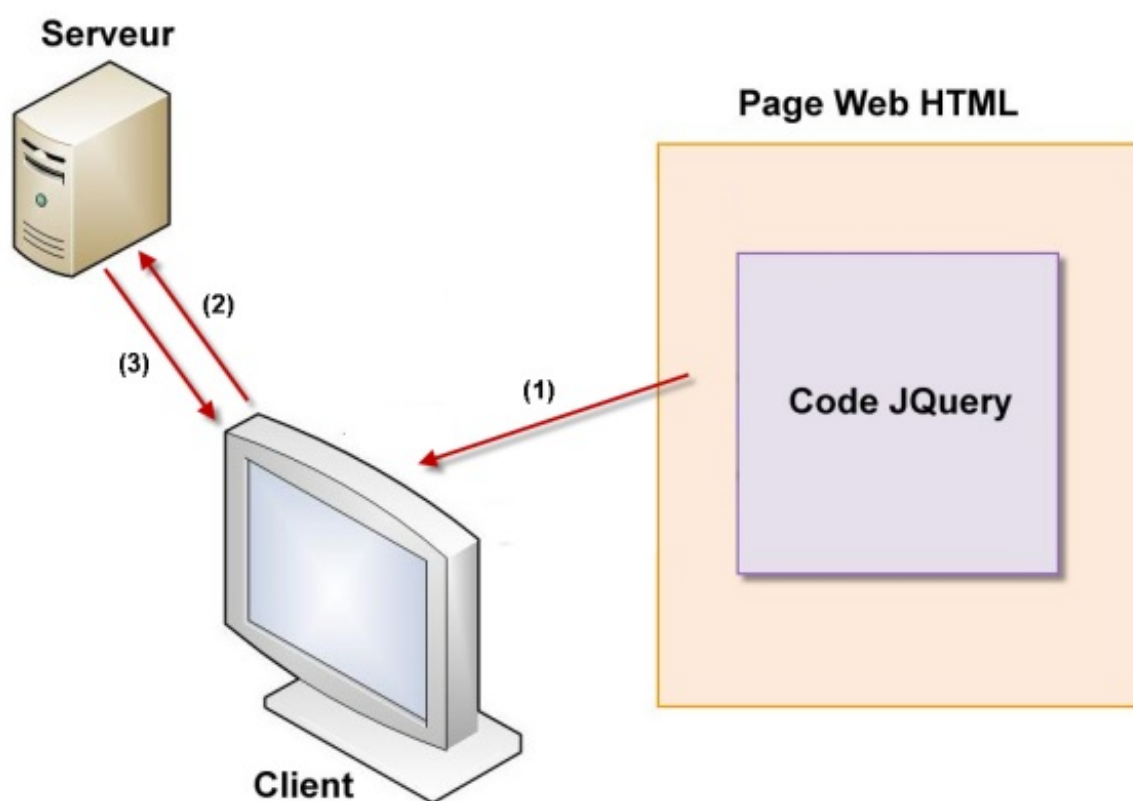 Serveur
Page Web HTML
(2)
(3)
(1)
Code JQuery
Client